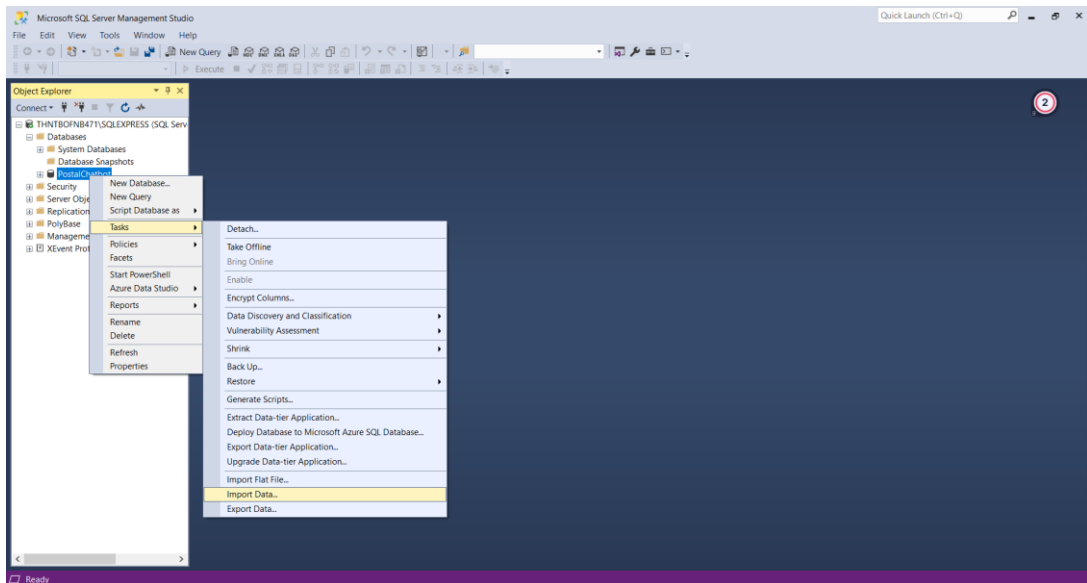 Microsoft SQL Server Management Studio
Quick Launch (Ctrl+Q)
File Edit View Tools Window Help
New Query
Execute
Object Explorer
Connect
2
THNTBOFNB471\SQLEXPRESS (SQL Serv
Databases
System Databases
Database Snapshots
PostalChatbot
Security
Server Obje
Replication
PolyBase
Manageme
XEvent Prof
New Database...
New Query
Script Database as
Tasks
Policies
Facets
Start PowerShell
Azure Data Studio
Reports
Rename
Delete
Refresh
Properties
Detach...
Take Offline
Bring Online
Enable
Encrypt Columns...
Data Discovery and Classification
Vulnerability Assessment
Shrink
Back Up...
Restore
Generate Scripts...
Extract Data-tier Application...
Deploy Database to Microsoft Azure SQL Database...
Export Data-tier Application...
Upgrade Data-tier Application...
Import Flat File...
Import Data...
Export Data...
Ready